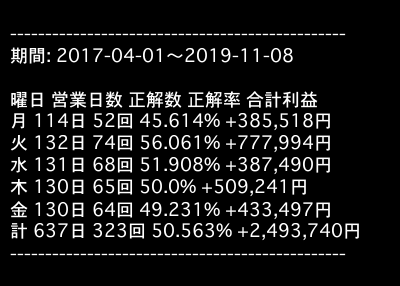 ------------------------------------------------
期間: 2017-04-01〜2019-11-08
曜日 営業日数 正解数 正解率 合計利益
月 114日 52回 45.614% +385,518円
火 132日 74回 56.061% +777,994円
水 131日 68回 51.908% +387,490円
木 130日 65回 50.0% +509,241円
金 130日 64回 49.231% +433,497円
計 637日 323回 50.563% +2,493,740円
------------------------------------------------